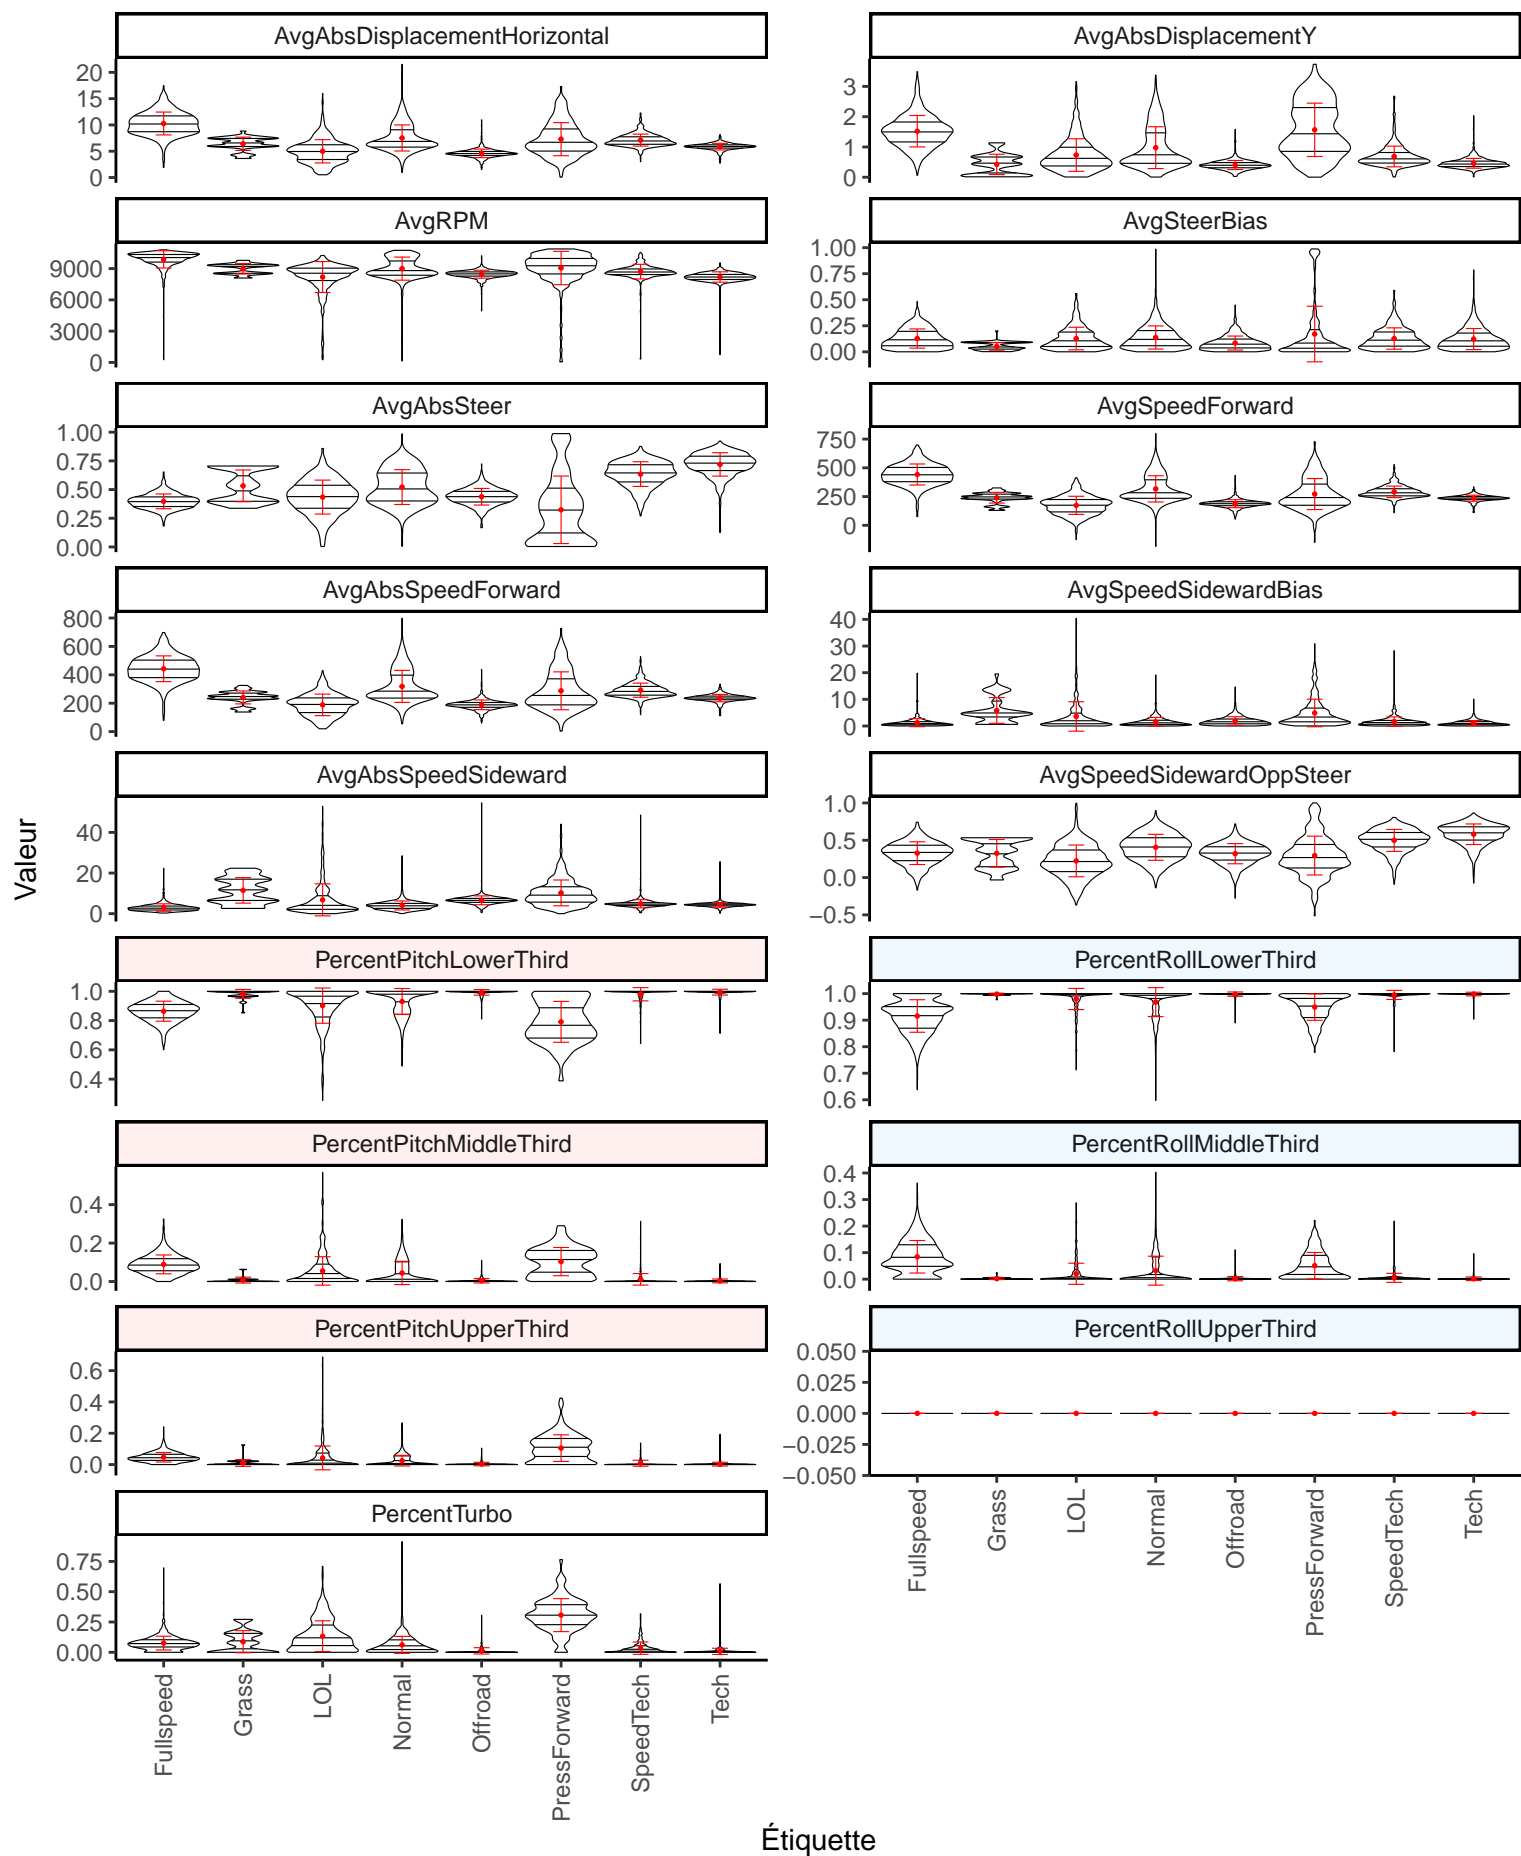 AvgAbsDisplacementHorizontal
20
15
10
5
0
AvgAbsDisplacementY
3
2
1
0
AvgRPM
9000
6000
3000
0
AvgSteerBias
1.00
0.75
0.50
0.25
0.00
AvgAbsSteer
1.00
0.75
0.50
0.25
0.00
AvgSpeedForward
750
500
250
0
AvgAbsSpeedForward
800
600
400
200
0
AvgSpeedSidewardBias
40
30
20
10
0
AvgAbsSpeedSideward
40
20
0
AvgSpeedSidewardOppSteer
1.0
0.5
0.0
−0.5
PercentPitchLowerThird
1.0
0.8
0.6
0.4
PercentRollLowerThird
1.0
0.9
0.8
0.7
0.6
PercentPitchMiddleThird
0.4
0.2
0.0
PercentRollMiddleThird
0.4
0.3
0.2
0.1
0.0
PercentPitchUpperThird
0.6
0.4
0.2
0.0
PercentRollUpperThird
0.050
0.025
0.000
−0.025
−0.050
Fullspeed
Grass
LOL
Normal
Offroad
PressForward
SpeedTech
Tech
PercentTurbo
0.75
0.50
0.25
0.00
Fullspeed
Grass
LOL
Normal
Offroad
PressForward
SpeedTech
Tech
Valeur
Étiquette